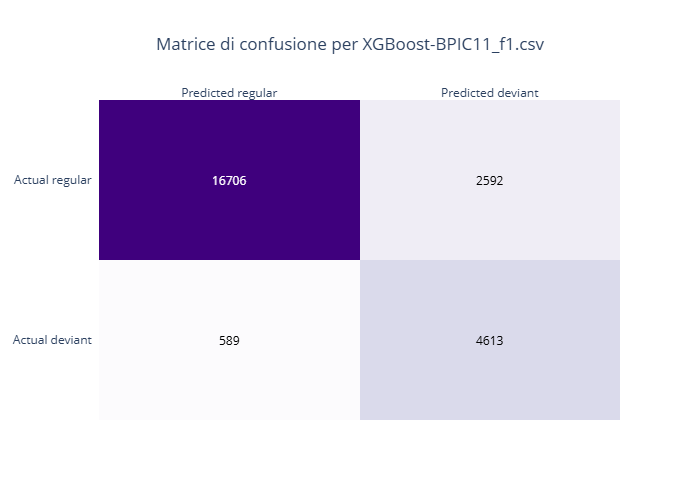 Matrice di confusione per XGBoost-BPIC11_f1.csv
Predicted regular Predicted deviant
Actual regular 16706 2592
Actual deviant 589 4613